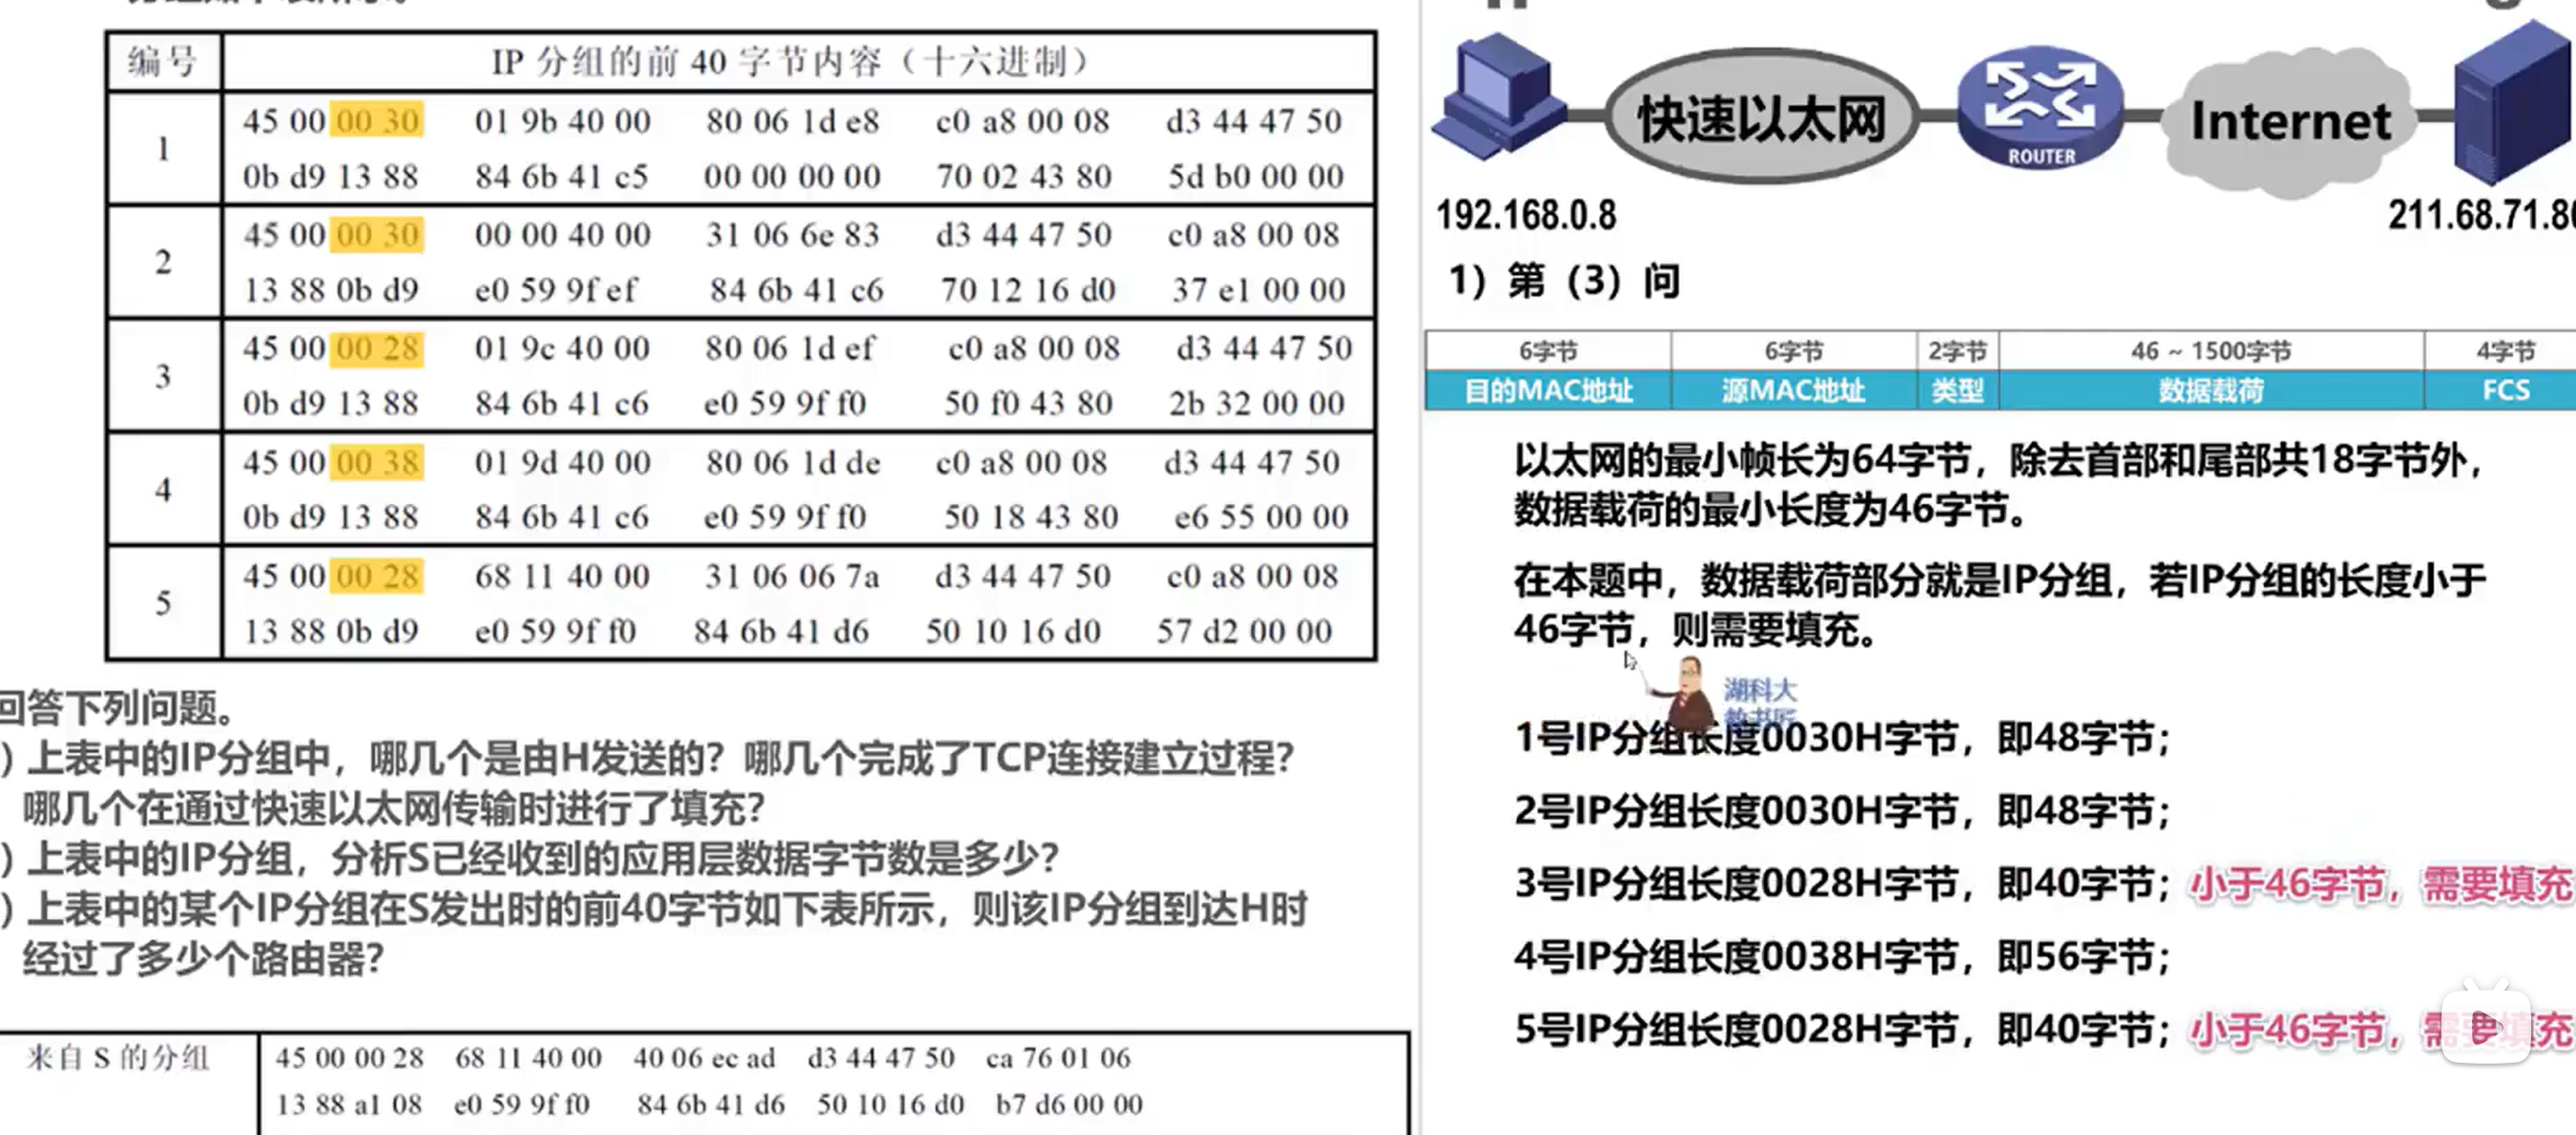 编号 IP 分组的前 40 字节内容（十六进制）
1
45 00 00 30 01 9b 40 00 80 06 1d e8 c0 a8 00 08 d3 44 47 50
0b d9 13 88 84 6b 41 c5 00 00 00 00 70 02 43 80 5d b0 00 00
2
45 00 00 30 00 00 40 00 31 06 6e 83 d3 44 47 50 c0 a8 00 08
13 88 0b d9 e0 59 9f ef 84 6b 41 c6 70 12 16 d0 37 e1 00 00
3
45 00 00 28 01 9c 40 00 80 06 1d ef c0 a8 00 08 d3 44 47 50
0b d9 13 88 84 6b 41 c6 e0 59 9f f0 50 f0 43 80 2b 32 00 00
4
45 00 00 38 01 9d 40 00 80 06 1d de c0 a8 00 08 d3 44 47 50
0b d9 13 88 84 6b 41 c6 e0 59 9f f0 50 18 43 80 e6 55 00 00
5
45 00 00 28 68 11 40 00 31 06 06 7a d3 44 47 50 c0 a8 00 08
13 88 0b d9 e0 59 9f f0 84 6b 41 d6 50 10 16 d0 57 d2 00 00
回答下列问题。
）上表中的IP分组中，哪几个是由H发送的？哪几个完成了TCP连接建立过程？
哪几个在通过快速以太网传输时进行了填充？
）上表中的IP分组，分析S已经收到的应用层数据字节数是多少？
）上表中的某个IP分组在S发出时的前40字节如下表所示，则该IP分组到达H时
经过了多少个路由器？
来自 S 的分组
45 00 00 28 68 11 40 00 40 06 ec ad d3 44 47 50 ca 76 01 06
13 88 a1 08 e0 59 9f f0 84 6b 41 d6 50 10 16 d0 b7 d6 00 00
快速以太网
ROUTER
Internet
192.168.0.8
211.68.71.80
1）第（3）问
6字节 6字节 2字节 46 ~ 1500字节 4字节
目的MAC地址 源MAC地址 类型 数据载荷 FCS
以太网的最小帧长为64字节，除去首部和尾部共18字节外，
数据载荷的最小长度为46字节。
在本题中，数据载荷部分就是IP分组，若IP分组的长度小于
46字节，则需要填充。
湖科大
教书匠
1号IP分组长度0030H字节，即48字节；
2号IP分组长度0030H字节，即48字节；
3号IP分组长度0028H字节，即40字节；小于46字节，需要填充
4号IP分组长度0038H字节，即56字节；
5号IP分组长度0028H字节，即40字节；小于46字节，需要填充